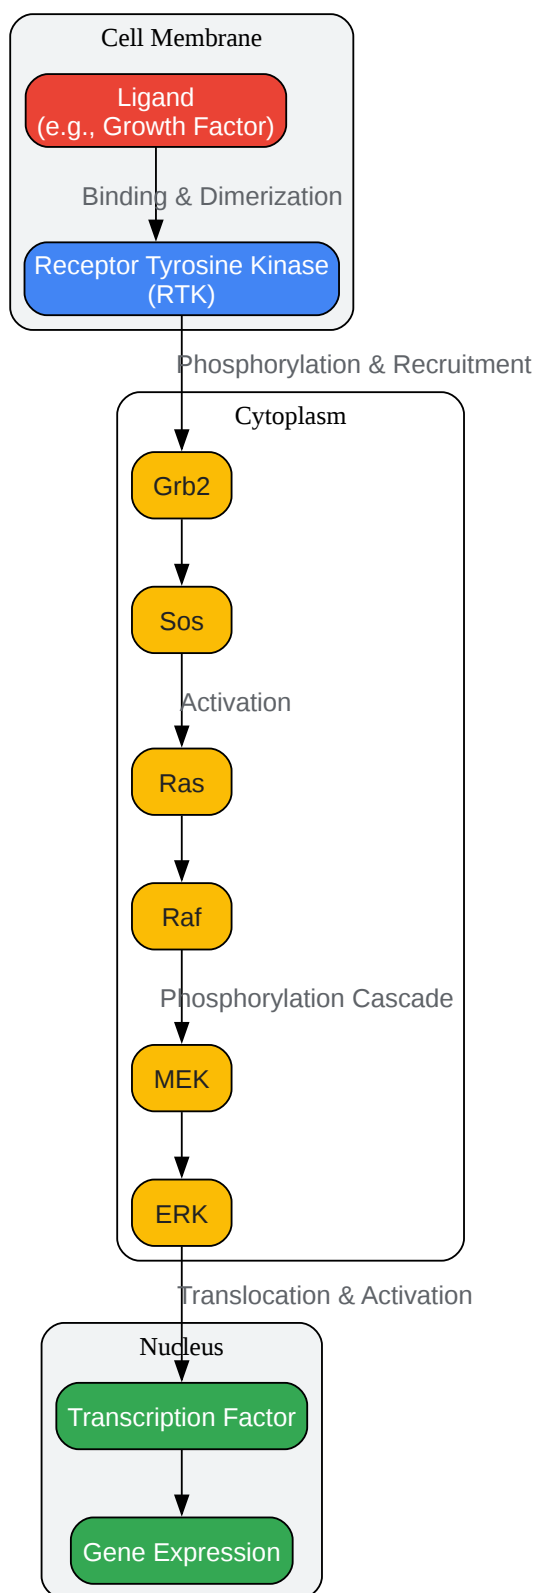 Cell Membrane
Ligand
(e.g., Growth Factor)
Binding & Dimerization
Receptor Tyrosine Kinase
(RTK)
Phosphorylation & Recruitment
Cytoplasm
Grb2
Sos
Activation
Ras
Raf
Phosphorylation Cascade
MEK
ERK
Translocation & Activation
Nucleus
Transcription Factor
Gene Expression